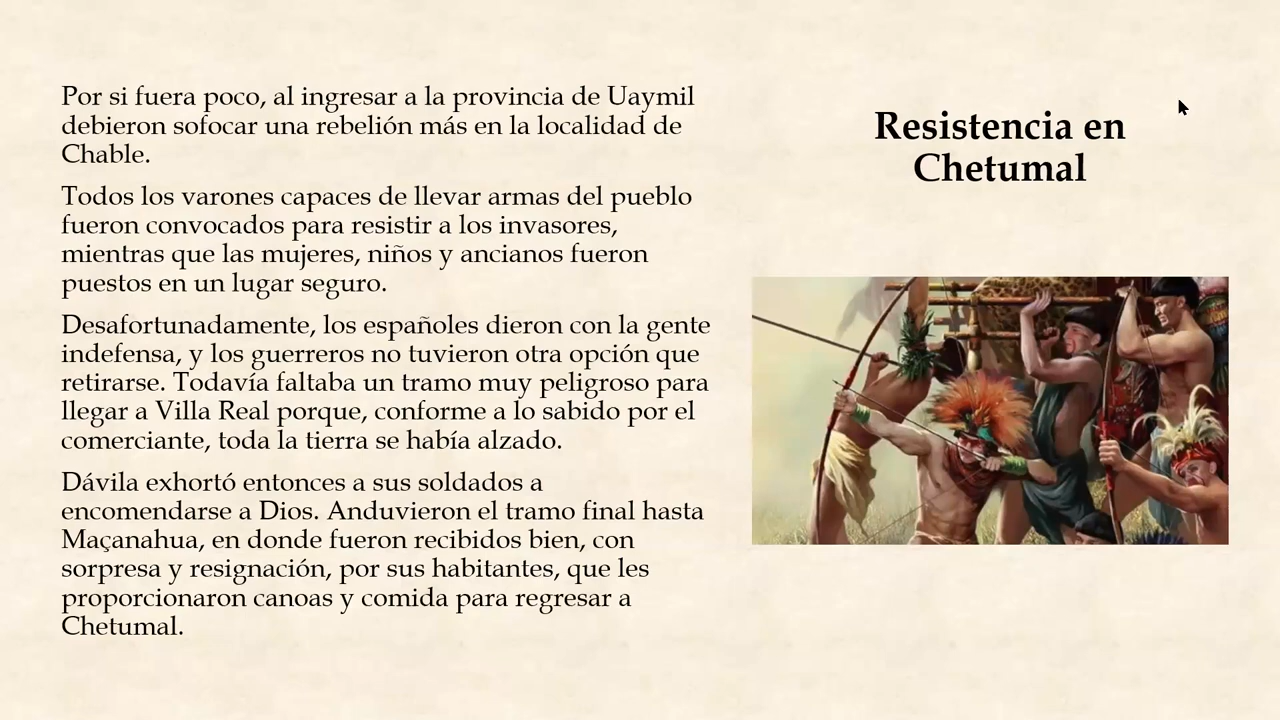 Por si fuera poco, al ingresar a la provincia de Uaymil
debieron sofocar una rebelión más en la localidad de
Chable.
Todos los varones capaces de llevar armas del pueblo
fueron convocados para resistir a los invasores,
mientras que las mujeres, niños y ancianos fueron
puestos en un lugar seguro.
Desafortunadamente, los españoles dieron con la gente
indefensa, y los guerreros no tuvieron otra opción que
retirarse. Todavía faltaba un tramo muy peligroso para
llegar a Villa Real porque, conforme a lo sabido por el
comerciante, toda la tierra se había alzado.
Dávila exhortó entonces a sus soldados a
encomendarse a Dios. Anduvieron el tramo final hasta
Maçanahua, en donde fueron recibidos bien, con
sorpresa y resignación, por sus habitantes, que les
proporcionaron canoas y comida para regresar a
Chetumal.
Resistencia en
Chetumal